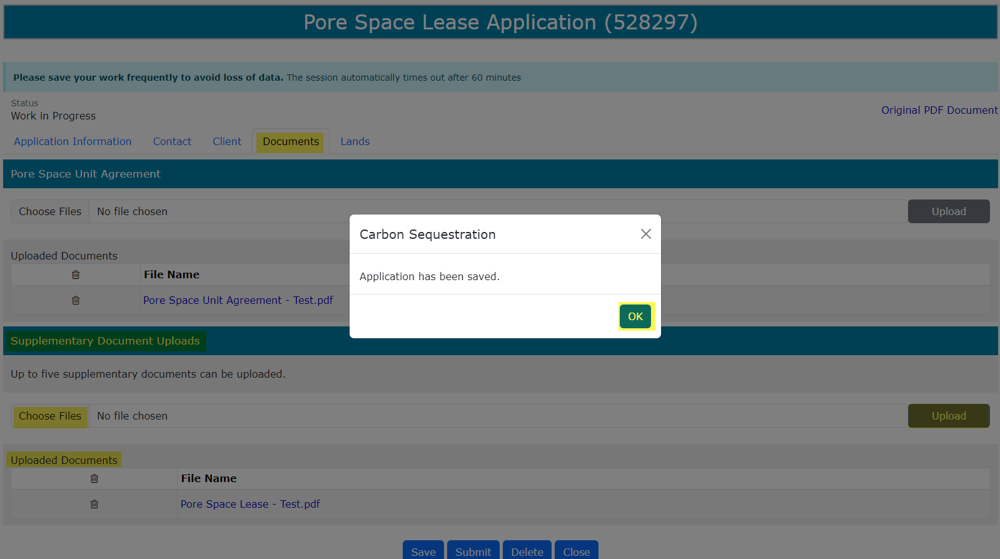 Pore Space Lease Application (528297)
Please save your work frequently to avoid loss of data. The session automatically times out after 60 minutes
Status
Work in Progress
Original PDF Document
Application Information Contact Client Documents Lands
Pore Space Unit Agreement
Choose Files No file chosen Upload
Carbon Sequestration
Application has been saved.
OK
Uploaded Documents
File Name
Pore Space Unit Agreement - Test.pdf
Supplementary Document Uploads
Up to five supplementary documents can be uploaded.
Choose Files No file chosen Upload
Uploaded Documents
File Name
Pore Space Lease - Test.pdf
Save Submit Delete Close